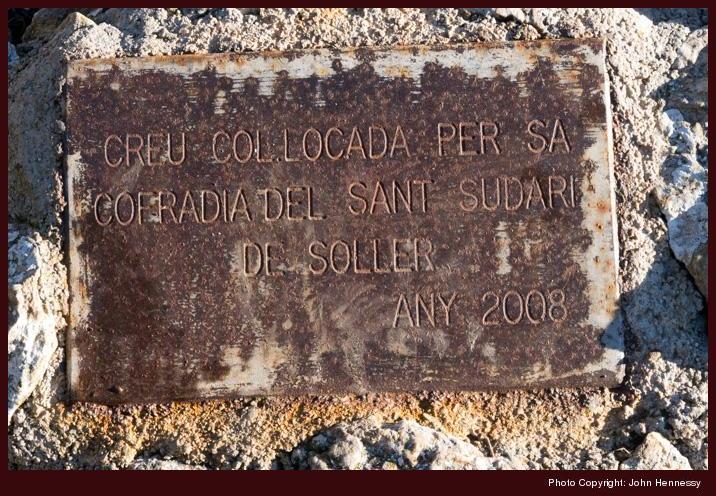 CREU COL.LOCADA PER SA
COFRADIA DEL SANT SUDARI
DE SOLLER
ANY 2008
Photo Copyright: John Hennessy